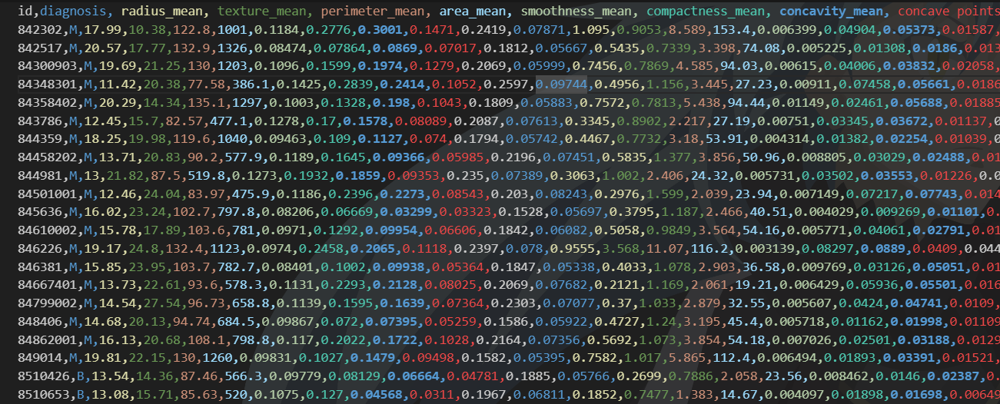 id,diagnosis, radius_mean, texture_mean, perimeter_mean, area_mean, smoothness_mean, compactness_mean, concavity_mean, concave points
842302,M,17.99,10.38,122.8,1001,0.1184,0.2776,0.3001,0.1471,0.2419,0.07871,1.095,0.9053,8.589,153.4,0.006399,0.04904,0.05373,0.01587,
842517,M,20.57,17.77,132.9,1326,0.08474,0.07864,0.0869,0.07017,0.1812,0.05667,0.5435,0.7339,3.398,74.08,0.005225,0.01308,0.0186,0.013
84300903,M,19.69,21.25,130,1203,0.1096,0.1599,0.1974,0.1279,0.2069,0.05999,0.7456,0.7869,4.585,94.03,0.00615,0.04006,0.03832,0.02058,
84348301,M,11.42,20.38,77.58,386.1,0.1425,0.2839,0.2414,0.1052,0.2597,0.09744,0.4956,1.156,3.445,27.23,0.00911,0.07458,0.05661,0.0186
84358402,M,20.29,14.34,135.1,1297,0.1003,0.1328,0.198,0.1043,0.1809,0.05883,0.7572,0.7813,5.438,94.44,0.01149,0.02461,0.05688,0.01885
843786,M,12.45,15.7,82.57,477.1,0.1278,0.17,0.1578,0.08089,0.2087,0.07613,0.3345,0.8902,2.217,27.19,0.00751,0.03345,0.03672,0.01137,0
844359,M,18.25,19.98,119.6,1040,0.09463,0.109,0.1127,0.074,0.1794,0.05742,0.4467,0.7732,3.18,53.91,0.004314,0.01382,0.02254,0.01039,0
84458202,M,13.71,20.83,90.2,577.9,0.1189,0.1645,0.09366,0.05985,0.2196,0.07451,0.5835,1.377,3.856,50.96,0.008805,0.03029,0.02488,0.01
844981,M,13,21.82,87.5,519.8,0.1273,0.1932,0.1859,0.09353,0.235,0.07389,0.3063,1.002,2.406,24.32,0.005731,0.03502,0.03553,0.01226,0.0
84501001,M,12.46,24.04,83.97,475.9,0.1186,0.2396,0.2273,0.08543,0.203,0.08243,0.2976,1.599,2.039,23.94,0.007149,0.07217,0.07743,0.014
845636,M,16.02,23.24,102.7,797.8,0.08206,0.06669,0.03299,0.03323,0.1528,0.05697,0.3795,1.187,2.466,40.51,0.004029,0.009269,0.01101,0
84610002,M,15.78,17.89,103.6,781,0.0971,0.1292,0.09954,0.06606,0.1842,0.06082,0.5058,0.9849,3.564,54.16,0.005771,0.04061,0.02791,0.01
846226,M,19.17,24.8,132.4,1123,0.0974,0.2458,0.2065,0.1118,0.2397,0.078,0.9555,3.568,11.07,116.2,0.003139,0.08297,0.0889,0.0409,0.044
846381,M,15.85,23.95,103.7,782.7,0.08401,0.1002,0.09938,0.05364,0.1847,0.05338,0.4033,1.078,2.903,36.58,0.009769,0.03126,0.05051,0.01
84667401,M,13.73,22.61,93.6,578.3,0.1131,0.2293,0.2128,0.08025,0.2069,0.07682,0.2121,1.169,2.061,19.21,0.006429,0.05936,0.05501,0.016
84799002,M,14.54,27.54,96.73,658.8,0.1139,0.1595,0.1639,0.07364,0.2303,0.07077,0.37,1.033,2.879,32.55,0.005607,0.0424,0.04741,0.0109,
848406,M,14.68,20.13,94.74,684.5,0.09867,0.072,0.07395,0.05259,0.1586,0.05922,0.4727,1.24,3.195,45.4,0.005718,0.01162,0.01998,0.01109
84862001,M,16.13,20.68,108.1,798.8,0.117,0.2022,0.1722,0.1028,0.2164,0.07356,0.5692,1.073,3.854,54.18,0.007026,0.02501,0.03188,0.0129
849014,M,19.81,22.15,130,1260,0.09831,0.1027,0.1479,0.09498,0.1582,0.05395,0.7582,1.017,5.865,112.4,0.006494,0.01893,0.03391,0.01521,
8510426,B,13.54,14.36,87.46,566.3,0.09779,0.08129,0.06664,0.04781,0.1885,0.05766,0.2699,0.7886,2.058,23.56,0.008462,0.0146,0.02387,0.
8510653,B,13.08,15.71,85.63,520,0.1075,0.127,0.04568,0.0311,0.1967,0.06811,0.1852,0.7477,1.383,14.67,0.004097,0.01898,0.01698,0.00649